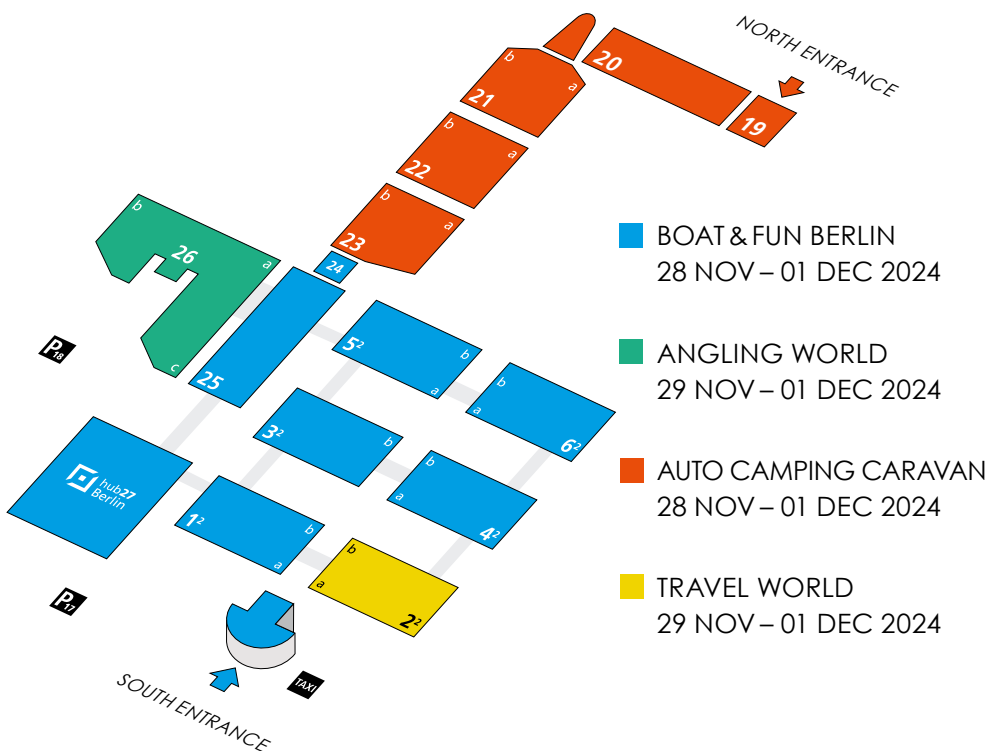 NORTH ENTRANCE
b
20
a
21
19
b
a
22
b
a
23
24
b
26
a
c
25
BOAT & FUN BERLIN
28 NOV – 01 DEC 2024
P18
5²
b
a
b
a
6²
ANGLING WORLD
29 NOV – 01 DEC 2024
3²
b
b
a
4²
hub27
Berlin
AUTO CAMPING CARAVAN
28 NOV – 01 DEC 2024
1²
b
a
b
a
2²
TRAVEL WORLD
29 NOV – 01 DEC 2024
P17
TAXI
SOUTH ENTRANCE